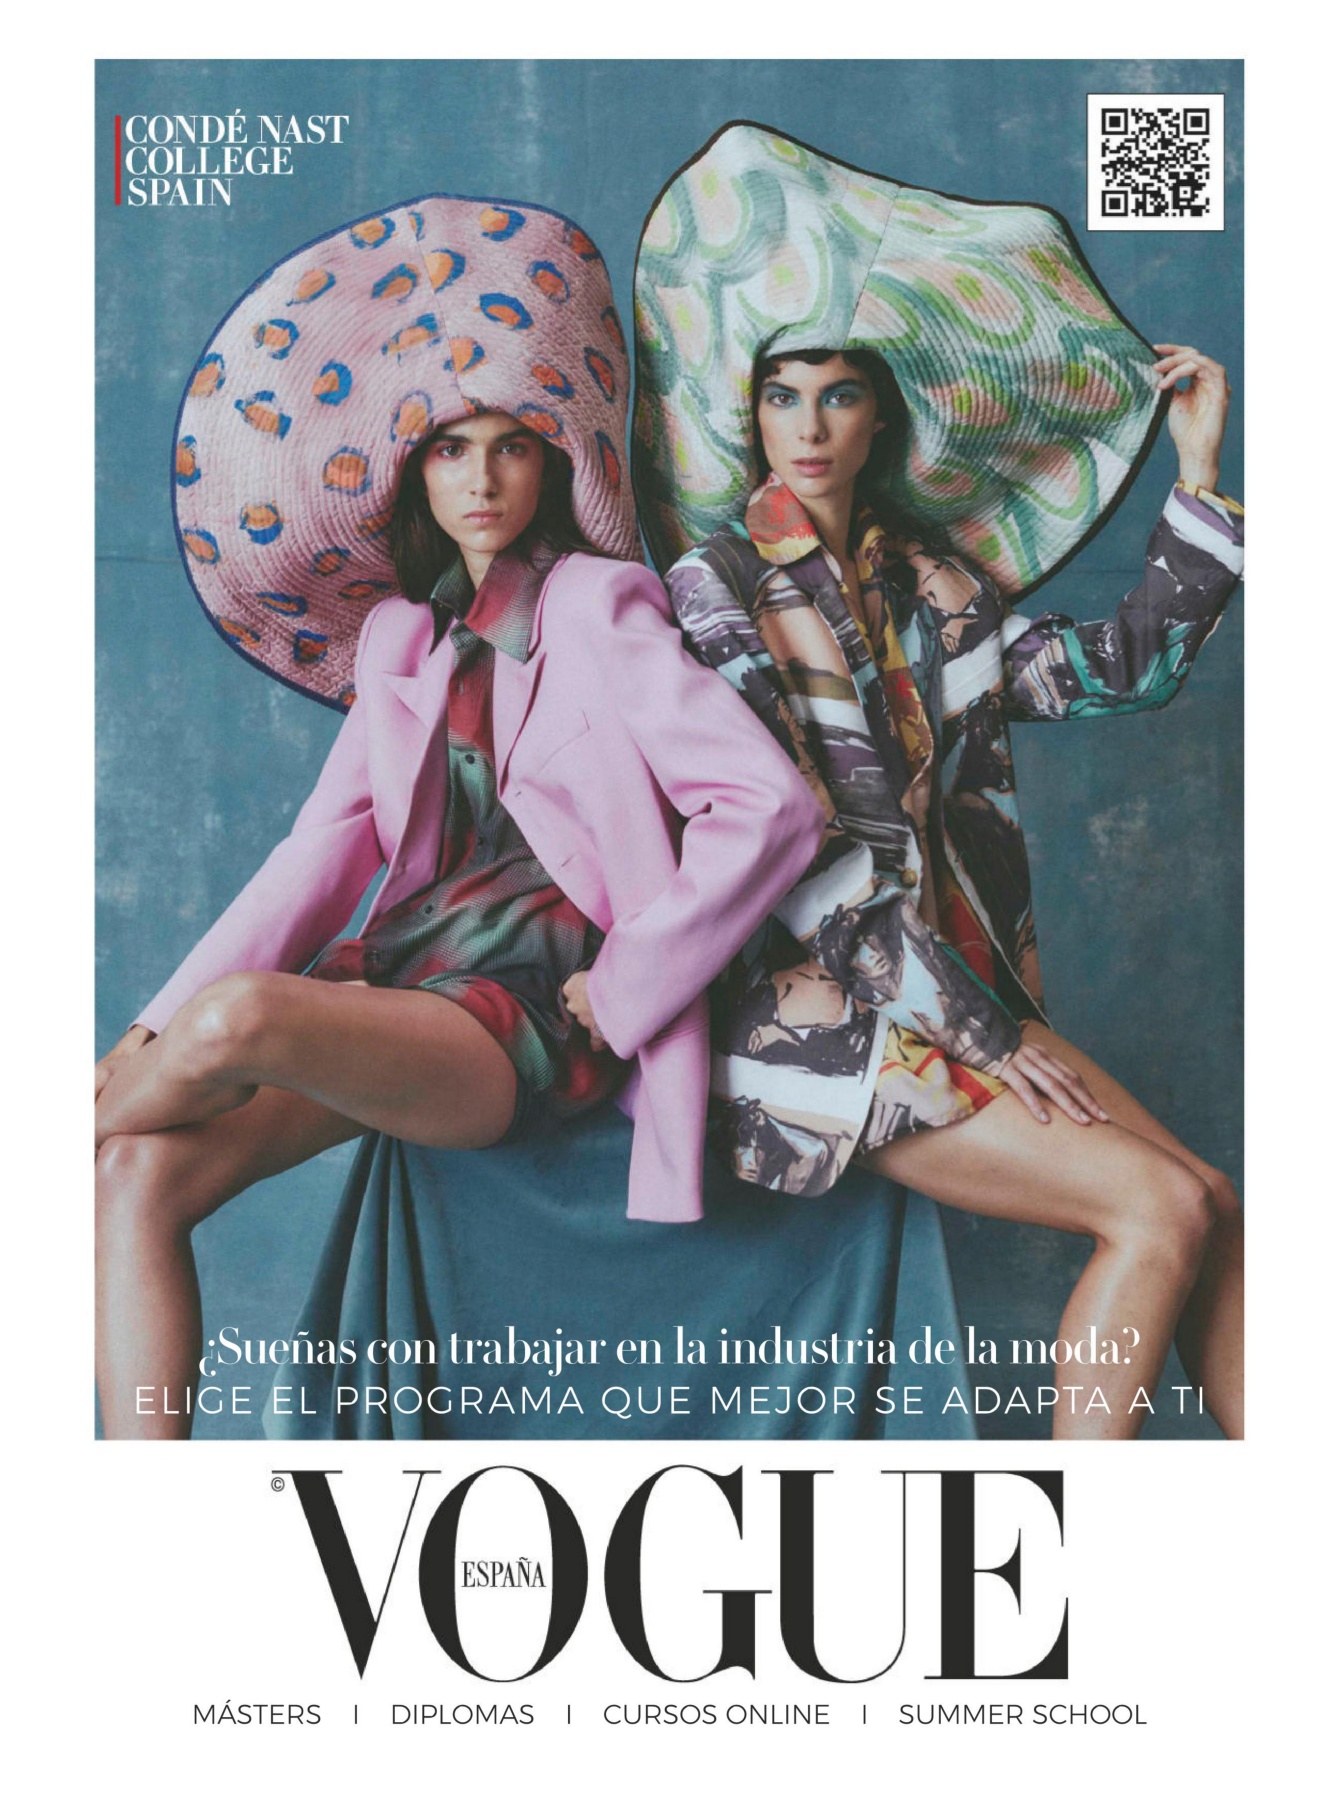 CONDÉ NAST
COLLEGE
SPAIN
¿Sueñas con trabajar en la industria de la moda?
ELIGE EL PROGRAMA QUE MEJOR SE ADAPTA A TI
©
VOGUE
ESPAÑA
MÁSTERS | DIPLOMAS | CURSOS ONLINE | SUMMER SCHOOL